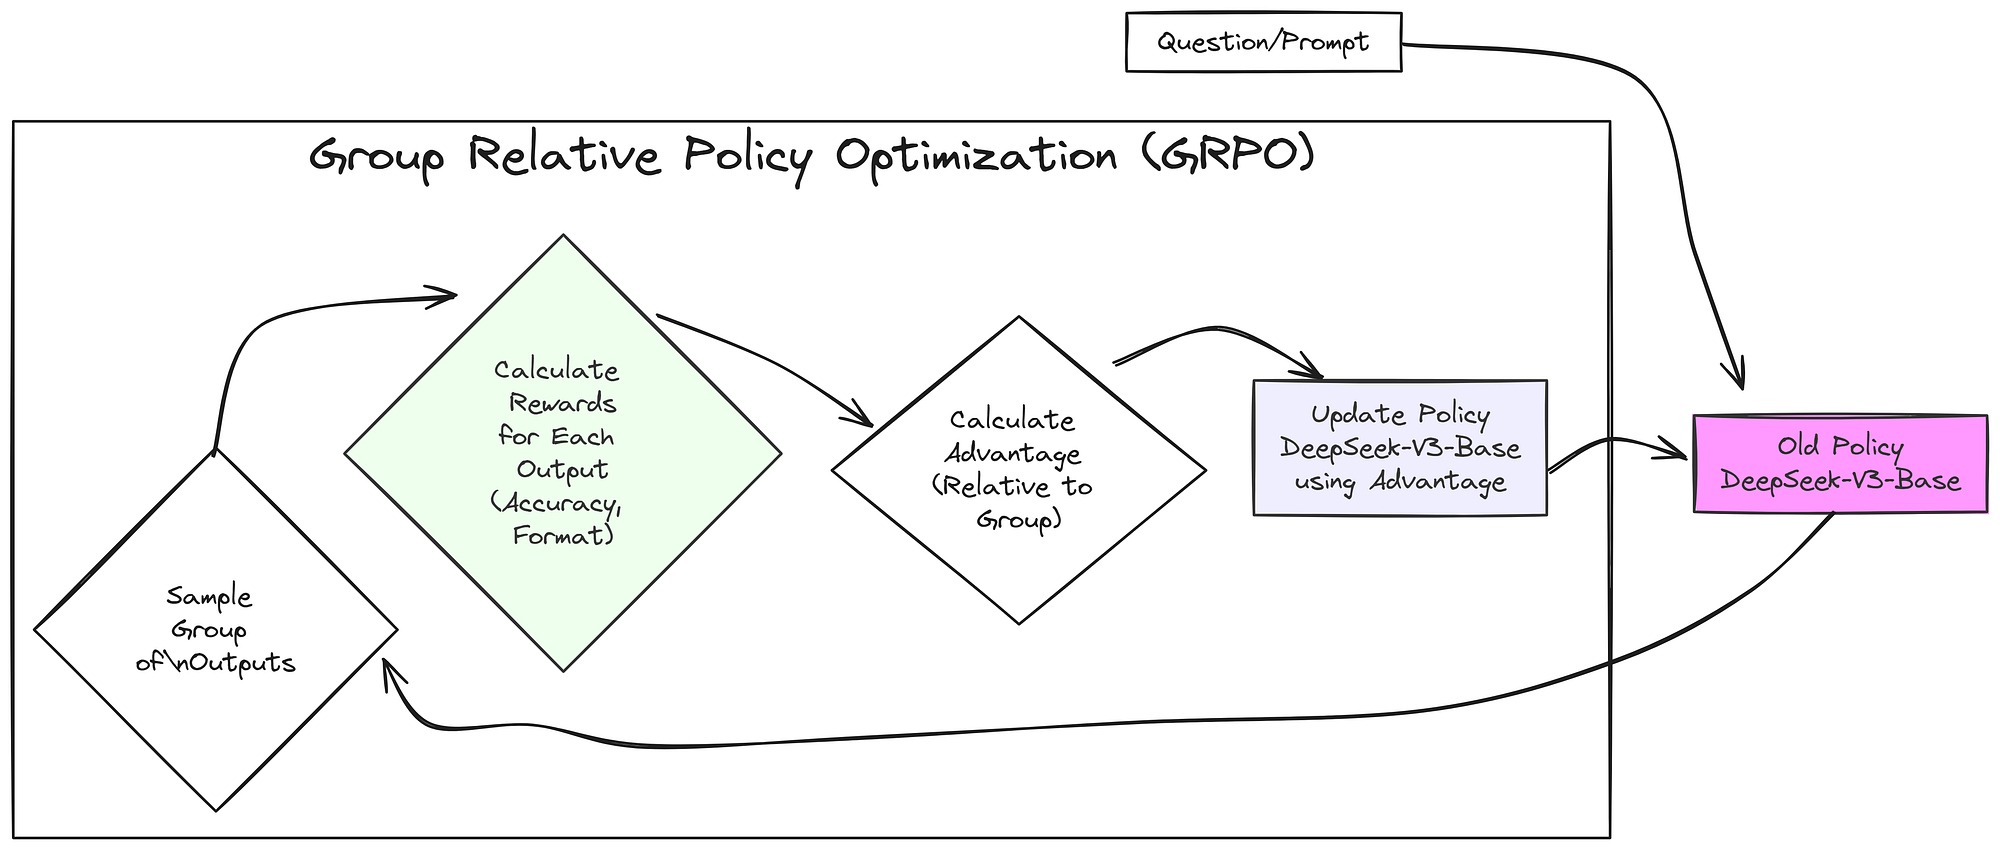 Question/Prompt
Group Relative Policy Optimization (GRPO)
Calculate
Rewards
for Each
Output
(Accuracy,
Format)
Calculate
Advantage
(Relative to
Group)
Update Policy
DeepSeek-V3-Base
using Advantage
Old Policy
DeepSeek-V3-Base
Sample
Group
of\nOutputs